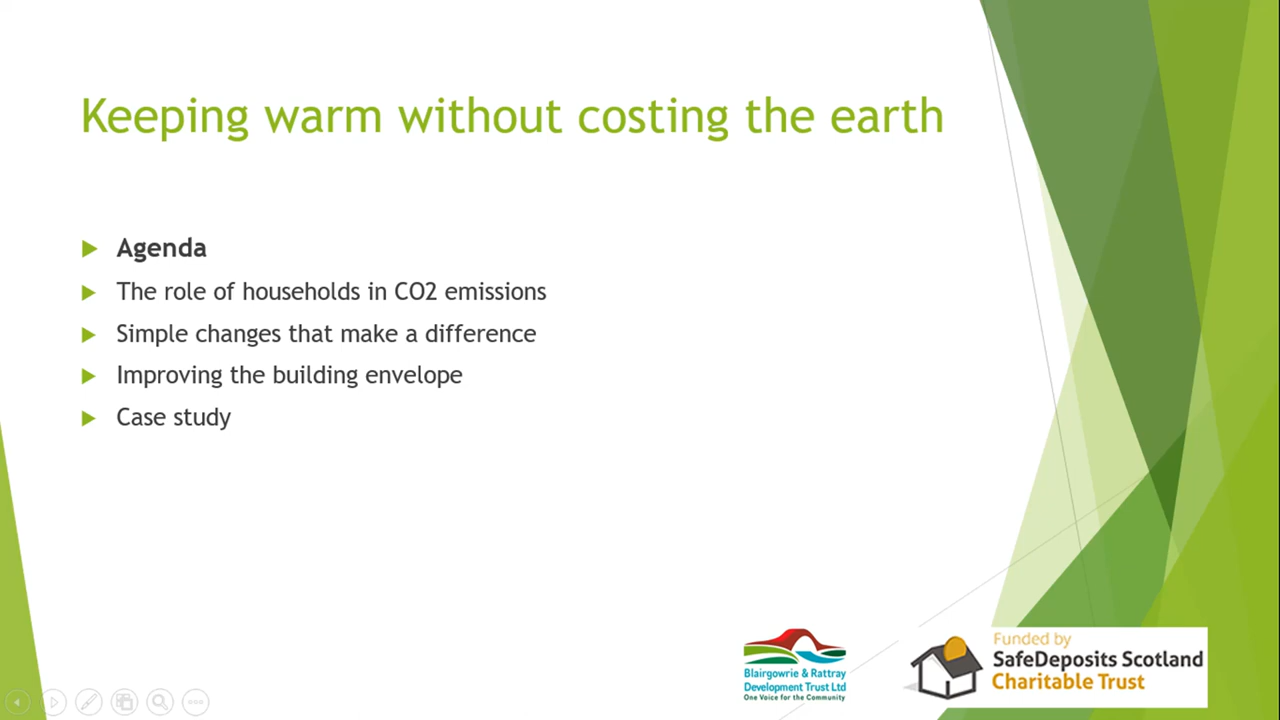 Keeping warm without costing the earth
Agenda
The role of households in CO2 emissions
Simple changes that make a difference
Improving the building envelope
Case study
Blairgowrie & Rattray
Development Trust Ltd
One Voice for the Community
Funded by
SafeDeposits Scotland
Charitable Trust